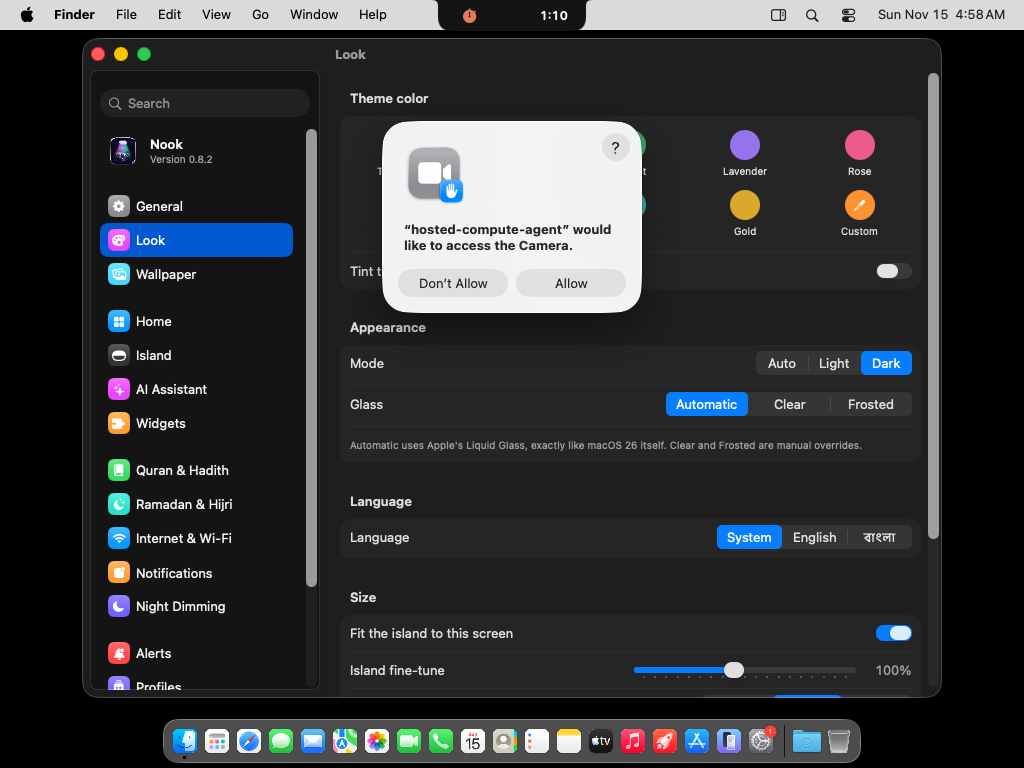 Finder File Edit View Go Window Help 1:10 Sun Nov 15 4:58 AM
Look
Search
Nook
Version 0.8.2
General
Look
Wallpaper
Home
Island
AI Assistant
Widgets
Quran & Hadith
Ramadan & Hijri
Internet & Wi-Fi
Notifications
Night Dimming
Alerts
Profiles
Theme color
Lavender
Rose
Gold
Custom
Tint
?
“hosted-compute-agent” would
like to access the Camera.
Don't Allow
Allow
Appearance
Mode
Auto Light Dark
Glass
Automatic Clear Frosted
Automatic uses Apple's Liquid Glass, exactly like macOS 26 itself. Clear and Frosted are manual overrides.
Language
Language
System English বাংলা
Size
Fit the island to this screen
Island fine-tune 100%
15
tv
1